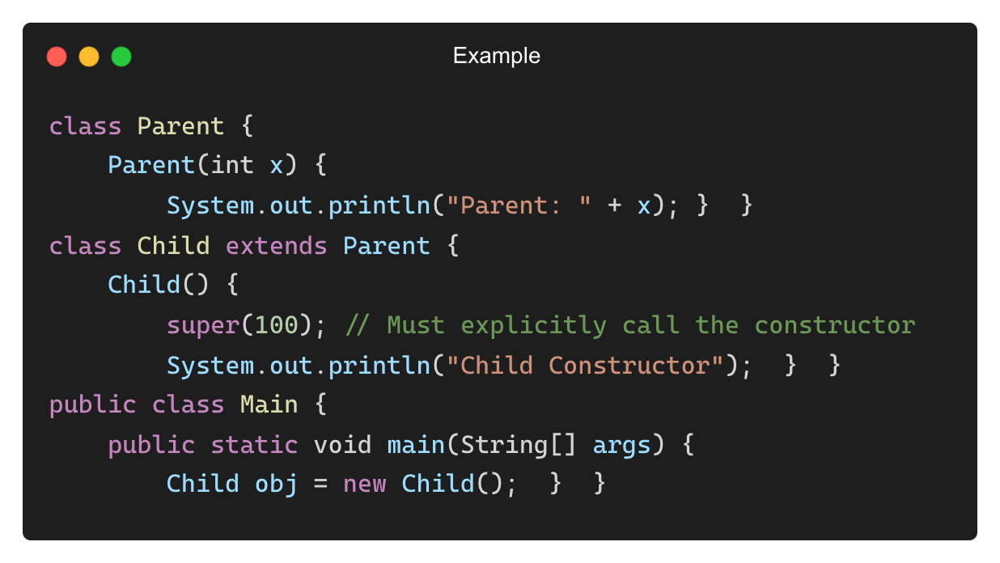 Example
class Parent {
    Parent(int x) {
        System.out.println("Parent: " + x); }  }
class Child extends Parent {
    Child() {
        super(100); // Must explicitly call the constructor
        System.out.println("Child Constructor");  }  }
public class Main {
    public static void main(String[] args) {
        Child obj = new Child();  }  }